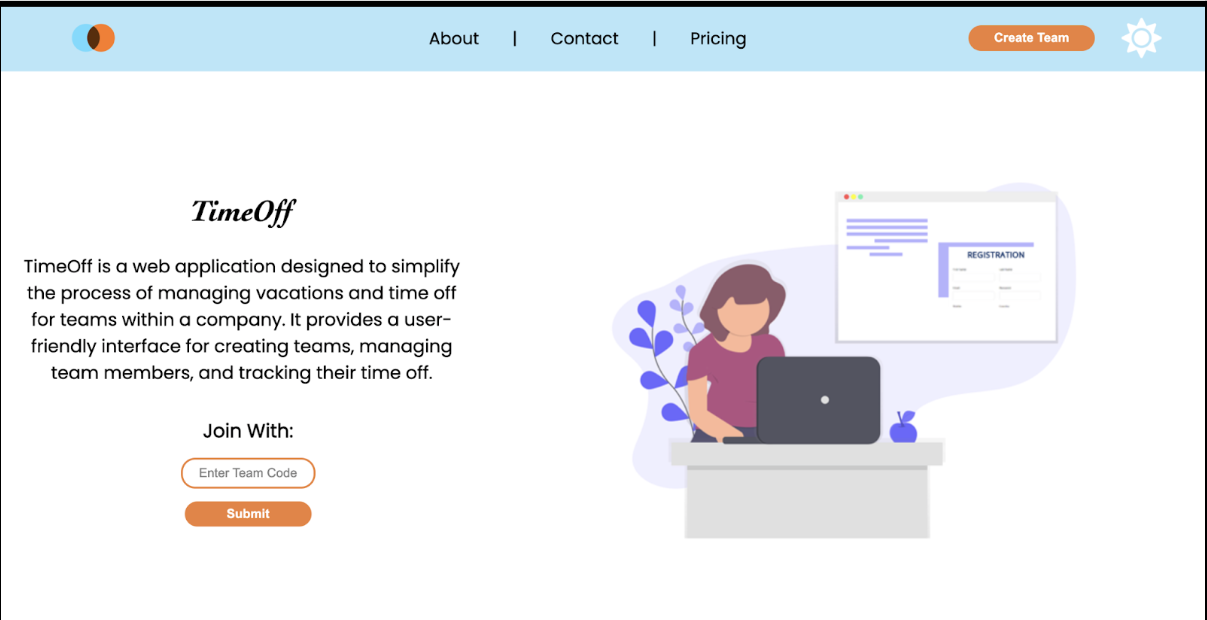 About | Contact | Pricing
Create Team
TimeOff
TimeOff is a web application designed to simplify
the process of managing vacations and time off
for teams within a company. It provides a user-
friendly interface for creating teams, managing
team members, and tracking their time off.
Join With:
Enter Team Code
Submit
REGISTRATION